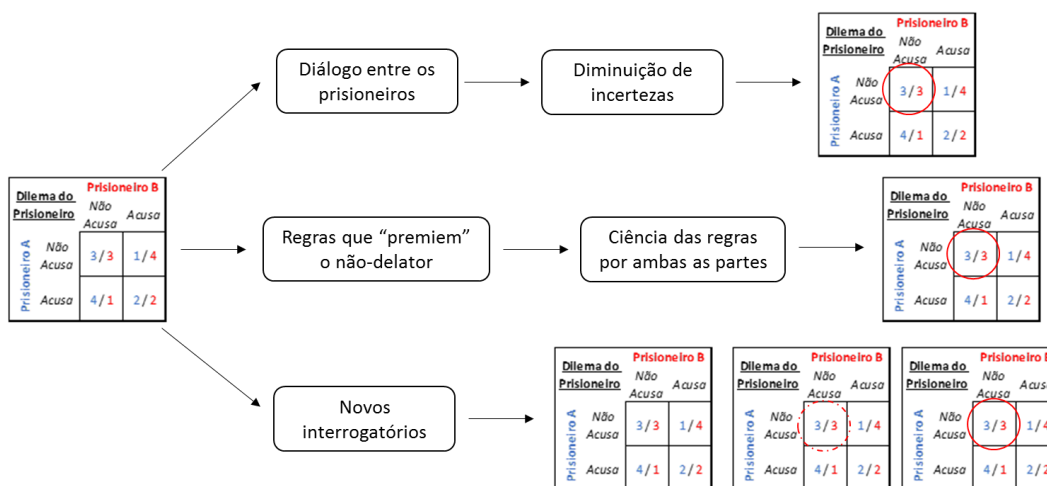 Prisioneiro B
Dilema do Prisioneiro
Não Acusa
Acusa
Prisioneiro A
Não Acusa
3/3
1/4
Acusa
4/1
2/2
Diálogo entre os
prisioneiros
Diminuição de
incertezas
Prisioneiro B
Dilema do Prisioneiro
Não Acusa
Acusa
Prisioneiro A
Não Acusa
3/3
1/4
Acusa
4/1
2/2
Regras que “premiem”
o não-delator
Ciência das regras
por ambas as partes
Prisioneiro B
Dilema do Prisioneiro
Não Acusa
Acusa
Prisioneiro A
Não Acusa
3/3
1/4
Acusa
4/1
2/2
Novos
interrogatórios
Prisioneiro B
Dilema do Prisioneiro
Não Acusa
Acusa
Prisioneiro A
Não Acusa
3/3
1/4
Acusa
4/1
2/2
Prisioneiro B
Dilema do Prisioneiro
Não Acusa
Acusa
Prisioneiro A
Não Acusa
3/3
1/4
Acusa
4/1
2/2
Prisioneiro B
Dilema do Prisioneiro
Não Acusa
Acusa
Prisioneiro A
Não Acusa
3/3
1/4
Acusa
4/1
2/2